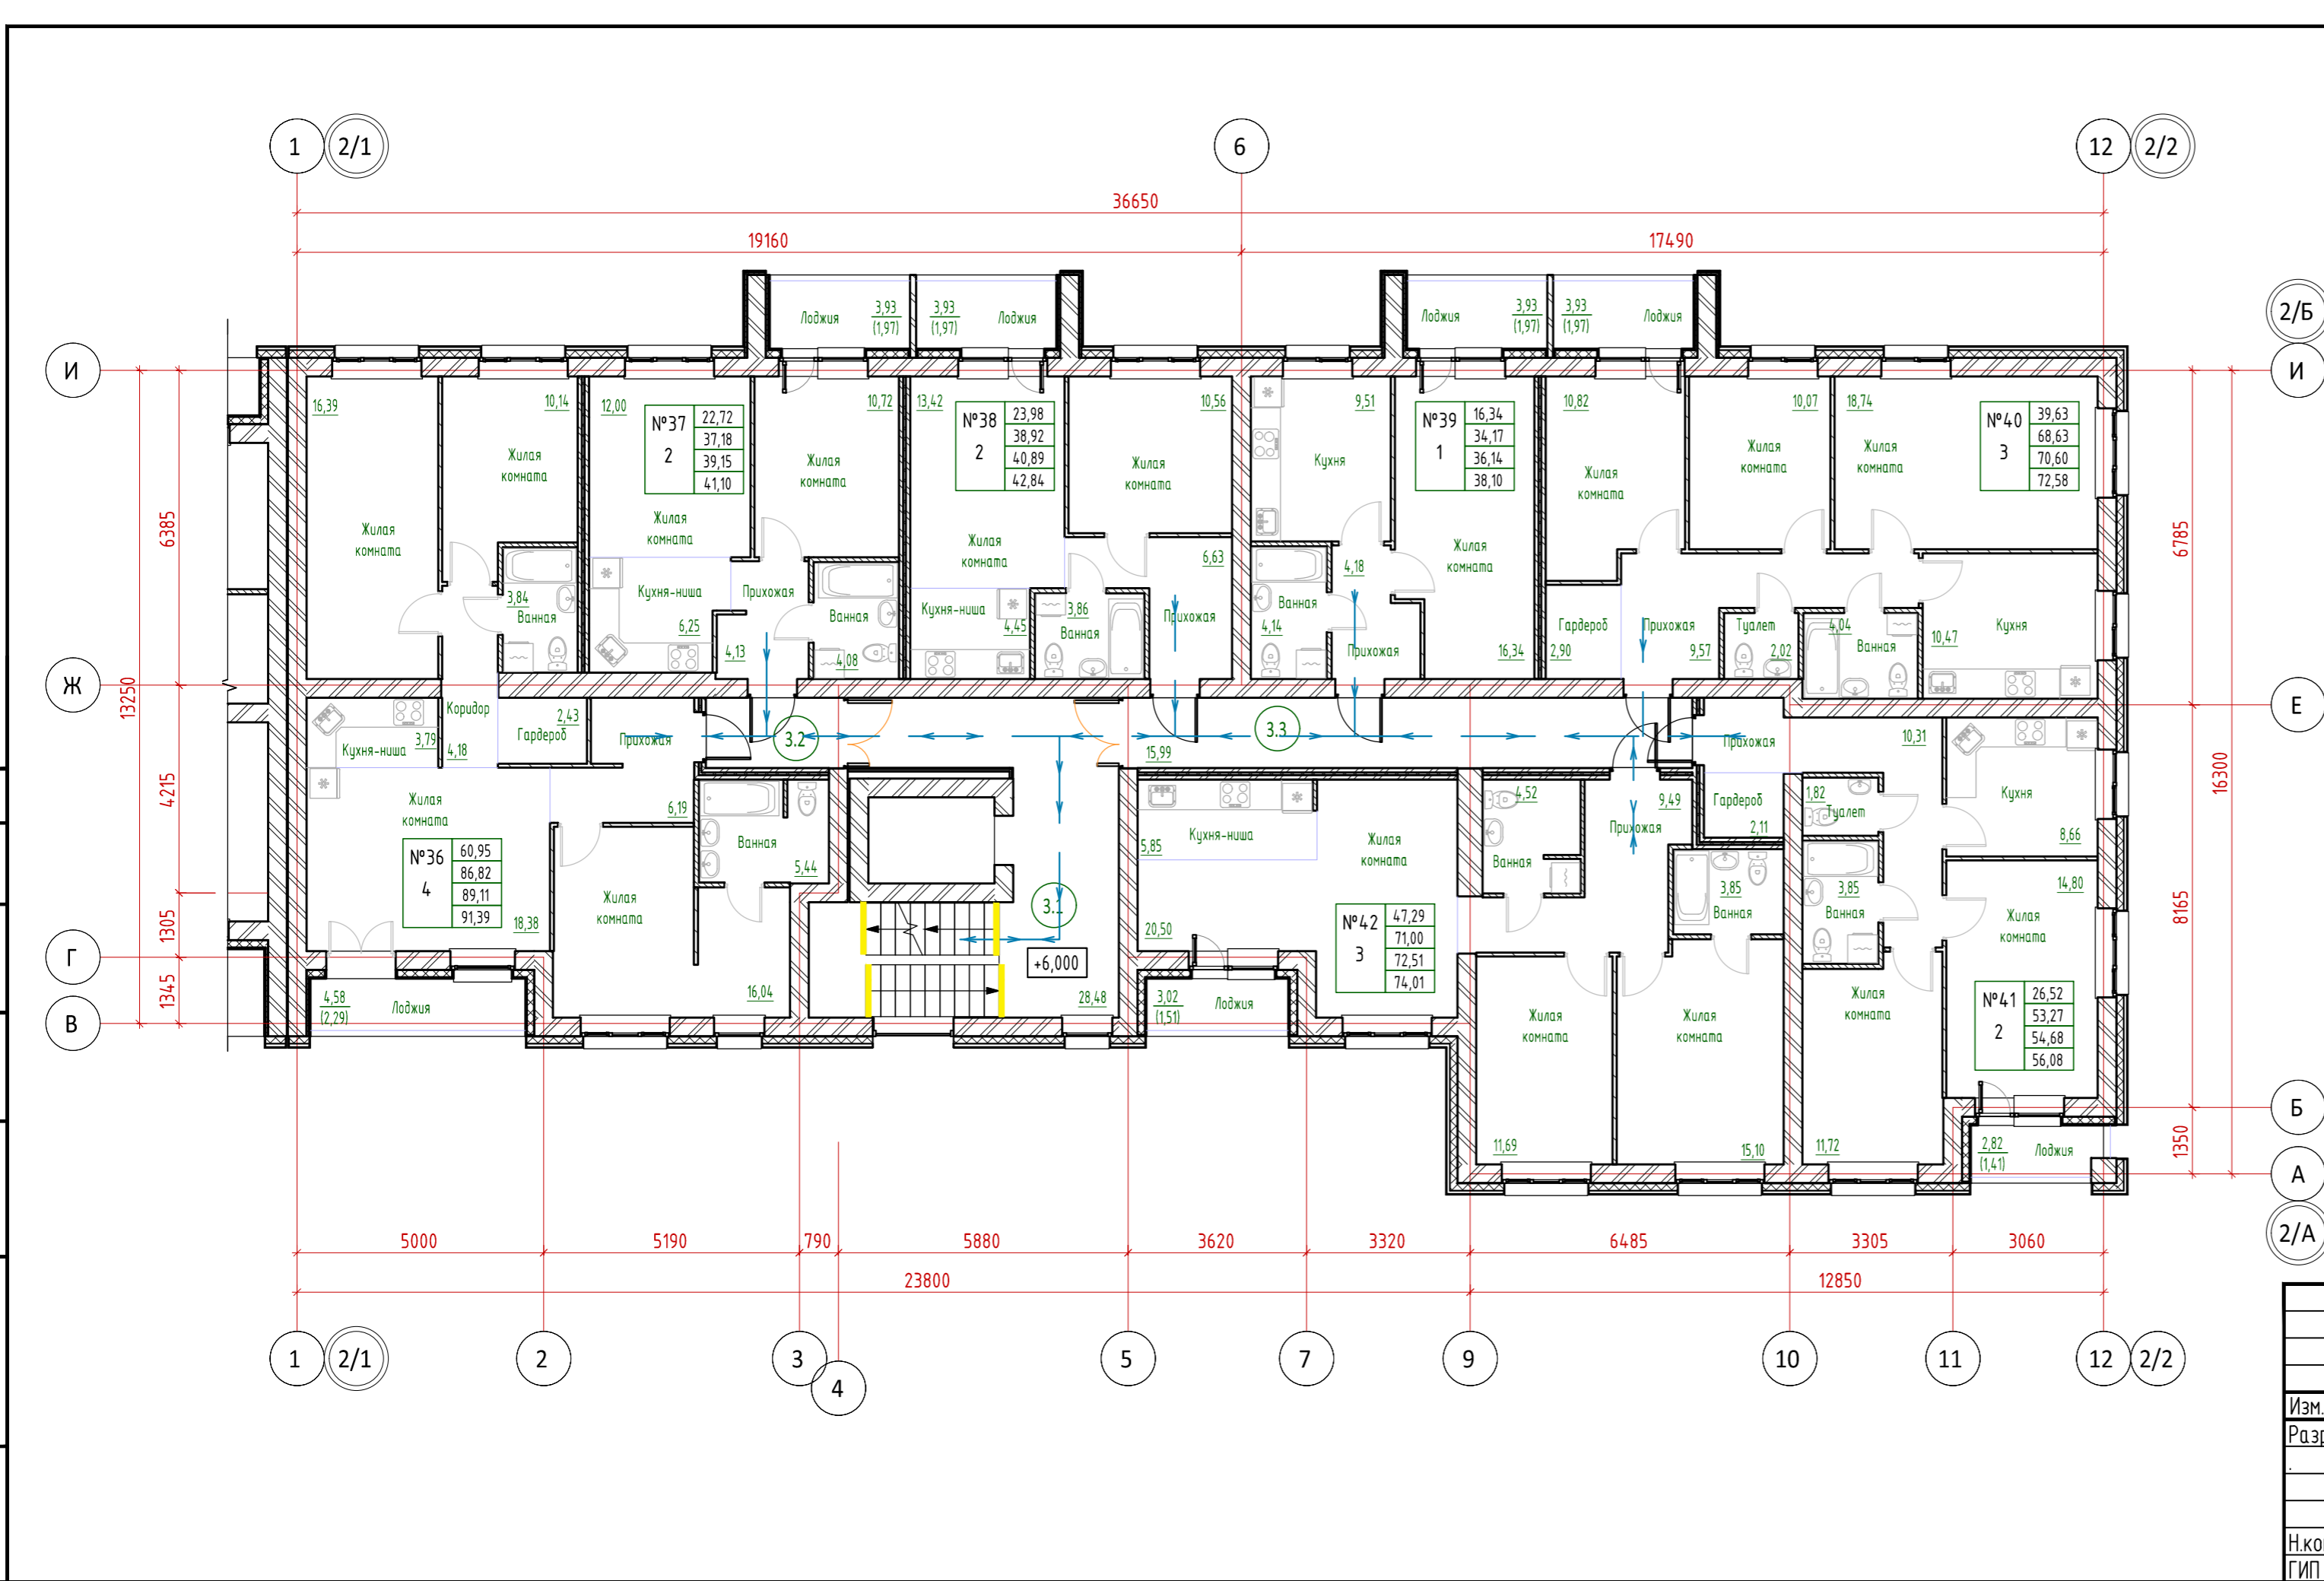 1
2/1
6
12
2/2
36650
19160
17490
2/Б
И
И
Ж
Е
Г
В
Б
А
2/А
13250
6385
4215
1305
1345
6785
8165
1350
16300
Лоджия
3,93
(1,97)
3,93
(1,97)
Лоджия
Лоджия
3,93
(1,97)
3,93
(1,97)
Лоджия
16,39
Жилая
комната
10,14
Жилая
комната
3,84
Ванная
12,00
№37
2
22,72
37,18
39,15
41,10
Жилая
комната
Кухня-ниша
6,25
10,72
Жилая
комната
Прихожая
4,13
Ванная
4,08
13,42
№38
2
23,98
38,92
40,89
42,84
Жилая
комната
Кухня-ниша
4,45
10,56
Жилая
комната
6,63
3,86
Ванная
Прихожая
9,51
Кухня
№39
1
16,34
34,17
36,14
38,10
4,18
Жилая
комната
Ванная
4,14
Прихожая
16,34
10,82
Жилая
комната
10,07
Жилая
комната
18,74
Жилая
комната
№40
3
39,63
68,63
70,60
72,58
Гардероб
2,90
Прихожая
9,57
Туалет
2,02
4,04
Ванная
10,47
Кухня
Коридор
4,18
Кухня-ниша
3,79
2,43
Гардероб
Прихожая
3.2
3.3
15,99
Жилая
комната
№36
4
60,95
86,82
89,11
91,39
18,38
6,19
Жилая
комната
16,04
Ванная
5,44
4,58
(2,29)
Лоджия
3.1
+6,000
28,48
5,85
Кухня-ниша
Жилая
комната
20,50
№42
3
47,29
71,00
72,51
74,01
3,02
(1,51)
Лоджия
4,52
Ванная
9,49
Прихожая
3,85
Ванная
Жилая
комната
11,69
Жилая
комната
15,10
Прихожая
10,31
Гардероб
2,11
1,82
Туалет
Кухня
8,66
3,85
Ванная
14,80
Жилая
комната
Жилая
комната
11,72
№41
2
26,52
53,27
54,68
56,08
2,82
(1,41)
Лоджия
5000
5190
790
5880
3620
3320
6485
3305
3060
23800
12850
1
2/1
2
3
4
5
7
9
10
11
12
2/2
Изм.
ГИП